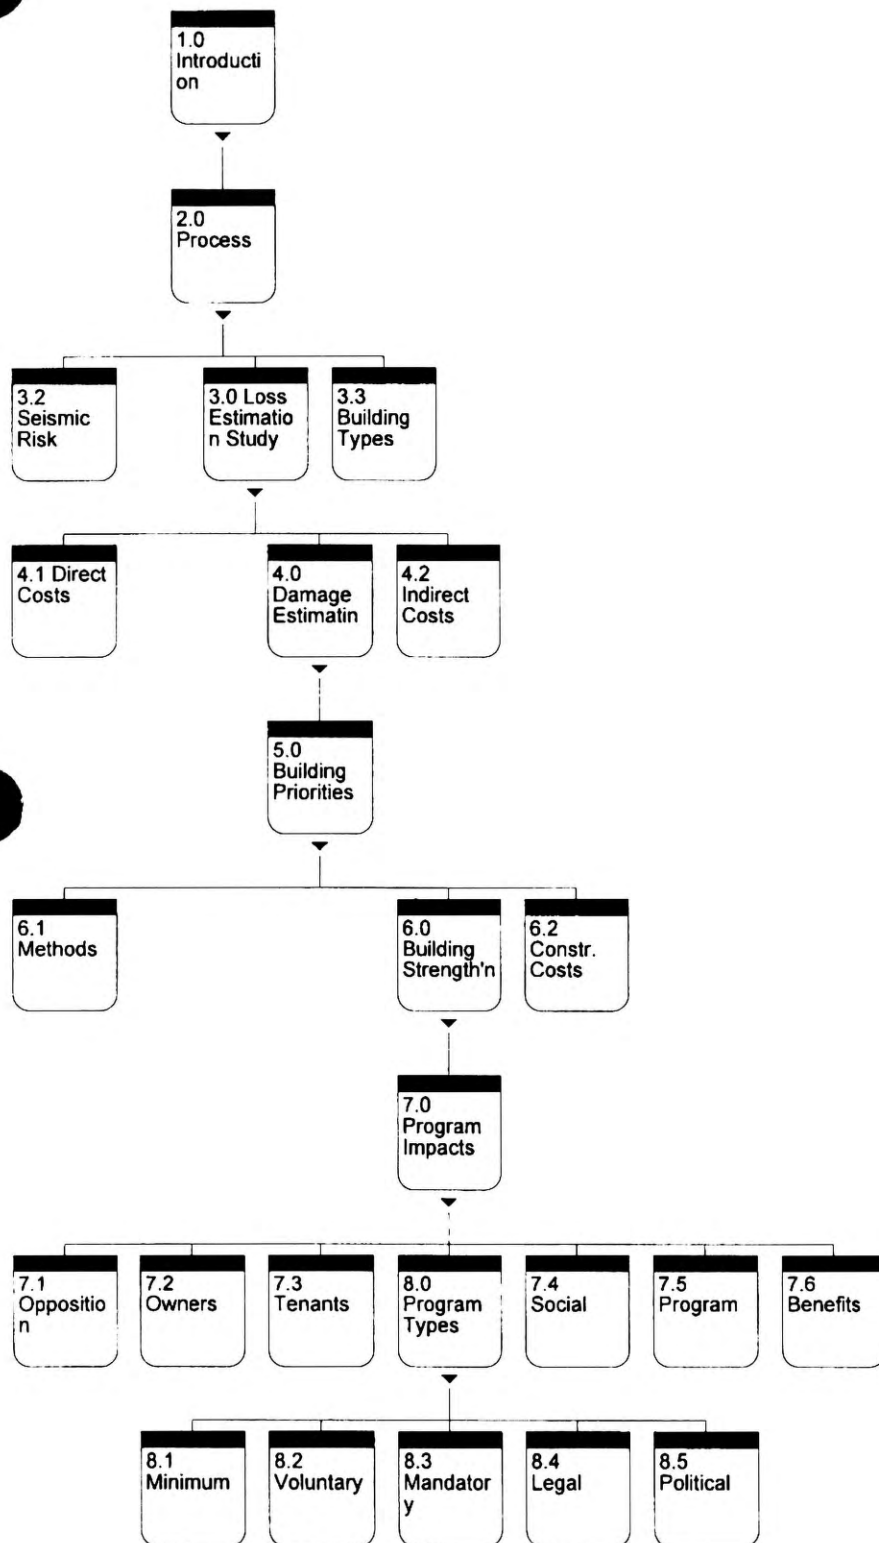 1.0
Introducti
on
2.0
Process
3.2
Seismic
Risk
3.0 Loss
Estimatio
n Study
3.3
Building
Types
4.1 Direct
Costs
4.0
Damage
Estimatin
4.2
Indirect
Costs
5.0
Building
Priorities
6.1
Methods
6.0
Building
Strength'n
6.2
Constr.
Costs
7.0
Program
Impacts
7.1
Oppositio
n
7.2
Owners
7.3
Tenants
8.0
Program
Types
7.4
Social
7.5
Program
7.6
Benefits
8.1
Minimum
8.2
Voluntary
8.3
Mandator
y
8.4
Legal
8.5
Political